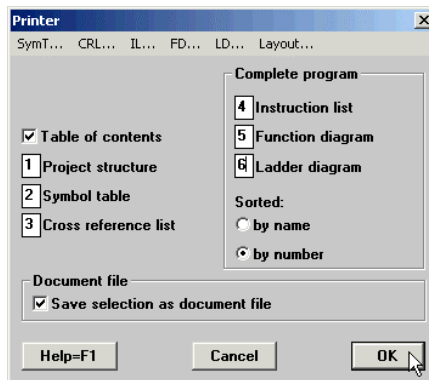 Printer
SymT... CRL... IL... FD... LD... Layout...
Complete program
4 Instruction list
5 Function diagram
6 Ladder diagram
Sorted:
by name
by number
Table of contents
1 Project structure
2 Symbol table
3 Cross reference list
Document file
Save selection as document file
Help=F1 Cancel OK